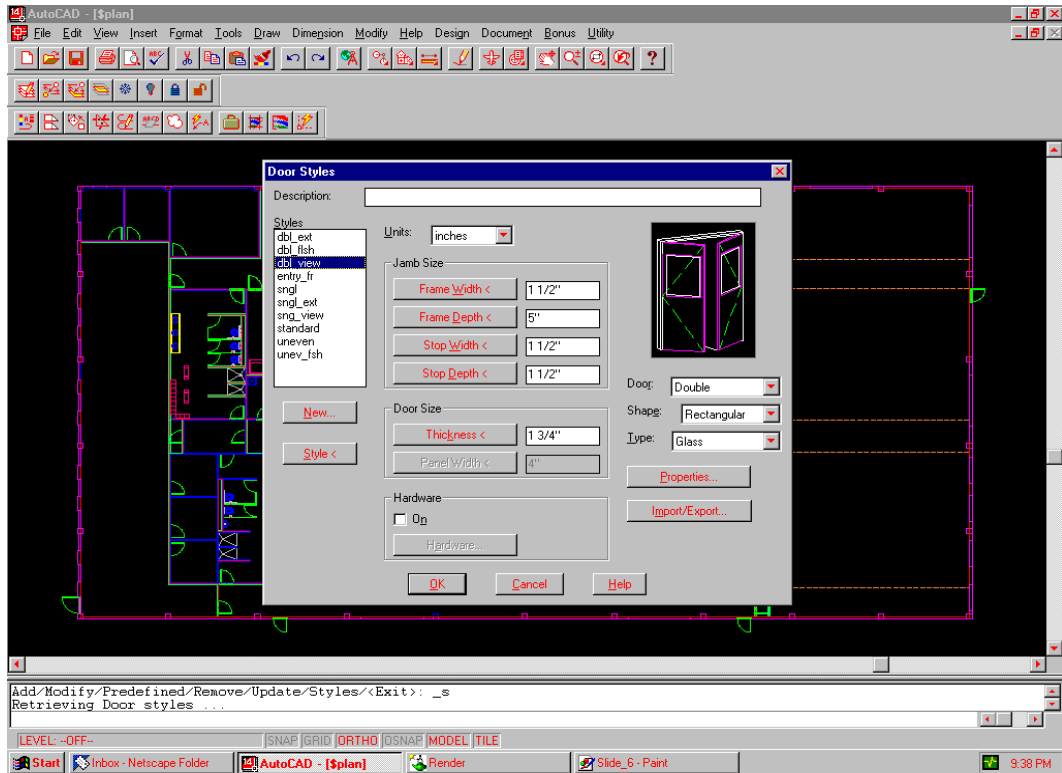 AutoCAD - [$plan]
File Edit View Insert Format Tools Draw Dimension Modify Help Design Document Bonus Utility
Door Styles
Description:
Styles
dbl_ext
dbl_flsh
dbl_view
entry_fr
sngl
sngl_ext
sng_view
standard
uneven
unev_fsh
New...
Style <
Units: inches
Jamb Size
Frame Width < 1 1/2"
Frame Depth < 5"
Stop Width < 1 1/2"
Stop Depth < 1 1/2"
Door Size
Thickness < 1 3/4"
Panel Width < 4"
Hardware
On
Hardware...
Door: Double
Shape: Rectangular
Type: Glass
Properties...
Import/Export...
OK Cancel Help
Add/Modify/Predefined/Remove/Update/Styles/<Exit>: _s
Retrieving Door styles ...
LEVEL: --OFF-- SNAP GRID ORTHO OSNAP MODEL TILE
Start Inbox - Netscape Folder AutoCAD - [$plan] Render Slide_6 - Paint 9:38 PM